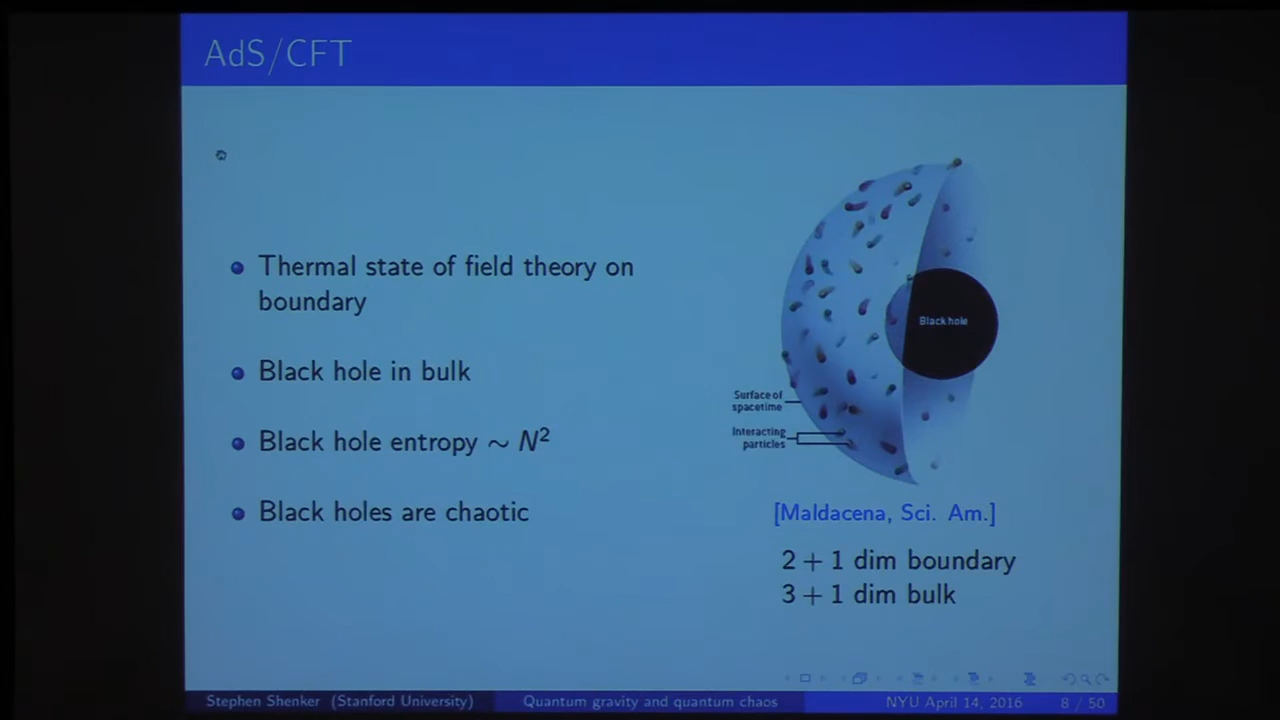 AdS/CFT
Thermal state of field theory on
boundary
Black hole in bulk
Black hole entropy ∼ N²
Black holes are chaotic
Black hole
Surface of
spacetime
Interacting
particles
[Maldacena, Sci. Am.]
2 + 1 dim boundary
3 + 1 dim bulk
Stephen Shenker (Stanford University)
Quantum gravity and quantum chaos
NYU April 14, 2016
8 / 50